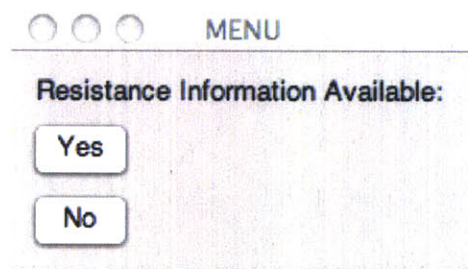 MENU
Resistance Information Available:
Yes
No